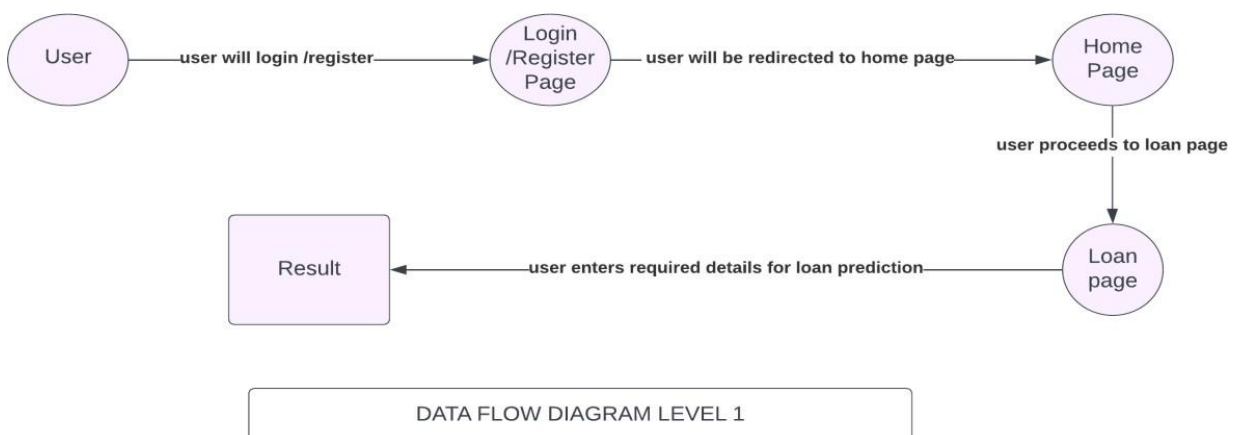 User
user will login /register
Login
/Register
Page
user will be redirected to home page
Home
Page
user proceeds to loan page
Loan
page
user enters required details for loan prediction
Result
DATA FLOW DIAGRAM LEVEL 1